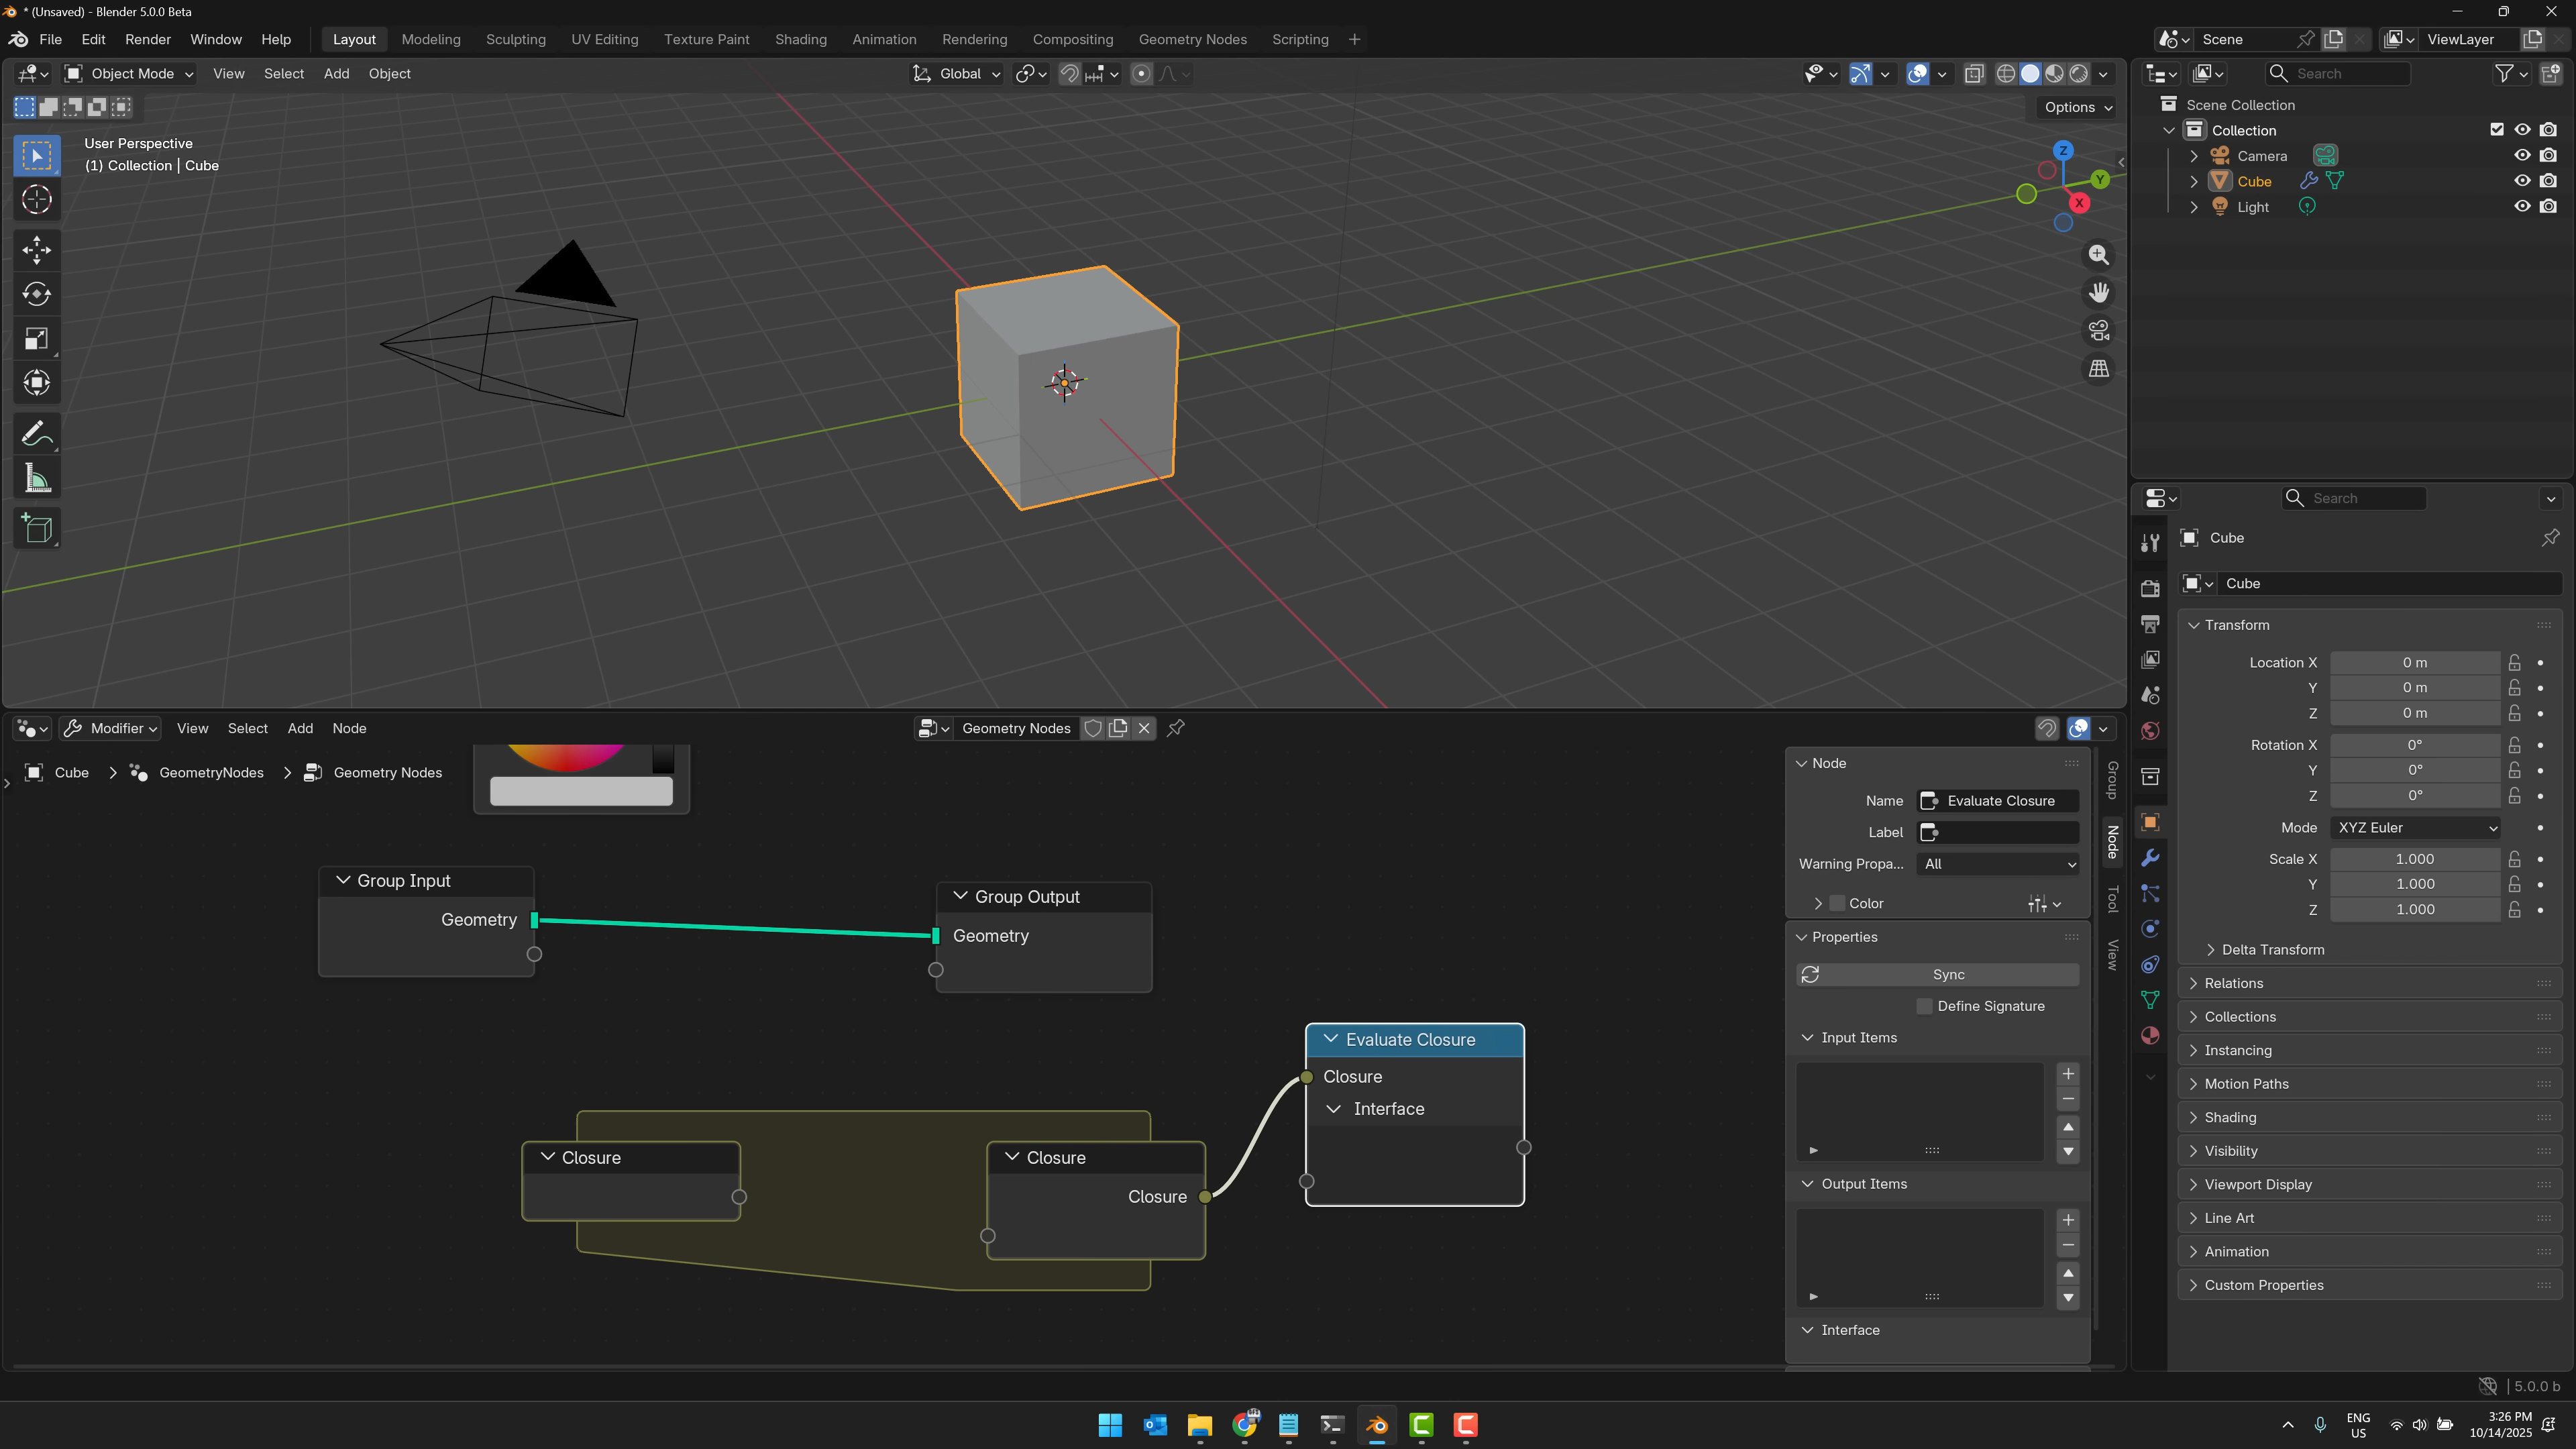 * (Unsaved) - Blender 5.0.0 Beta
File Edit Render Window Help
Layout Modeling Sculpting UV Editing Texture Paint Shading Animation Rendering Compositing Geometry Nodes Scripting +
Scene
ViewLayer
Object Mode View Select Add Object
Global
Options
User Perspective
(1) Collection | Cube
Z
Y
X
Search
Scene Collection
Collection
Camera
Cube
Light
Search
Cube
Cube
Transform
Location X 0 m
Y 0 m
Z 0 m
Rotation X 0°
Y 0°
Z 0°
Mode XYZ Euler
Scale X 1.000
Y 1.000
Z 1.000
Delta Transform
Relations
Collections
Instancing
Motion Paths
Shading
Visibility
Viewport Display
Line Art
Animation
Custom Properties
Modifier View Select Add Node
Geometry Nodes
Cube > GeometryNodes > Geometry Nodes
Group Input
Geometry
Group Output
Geometry
Closure
Closure
Closure
Evaluate Closure
Closure
Interface
Node
Name Evaluate Closure
Label
Warning Propa... All
Color
Properties
Sync
Define Signature
Input Items
Output Items
Interface
Group
Node
Tool
View
5.0.0 b
ENG
US
3:26 PM
10/14/2025